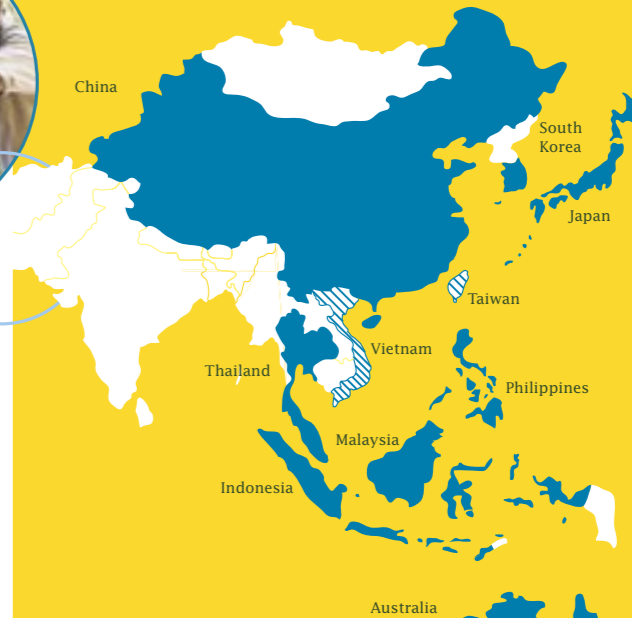 China
South
Korea
Japan
Taiwan
Vietnam
Thailand
Philippines
Malaysia
Indonesia
Australia